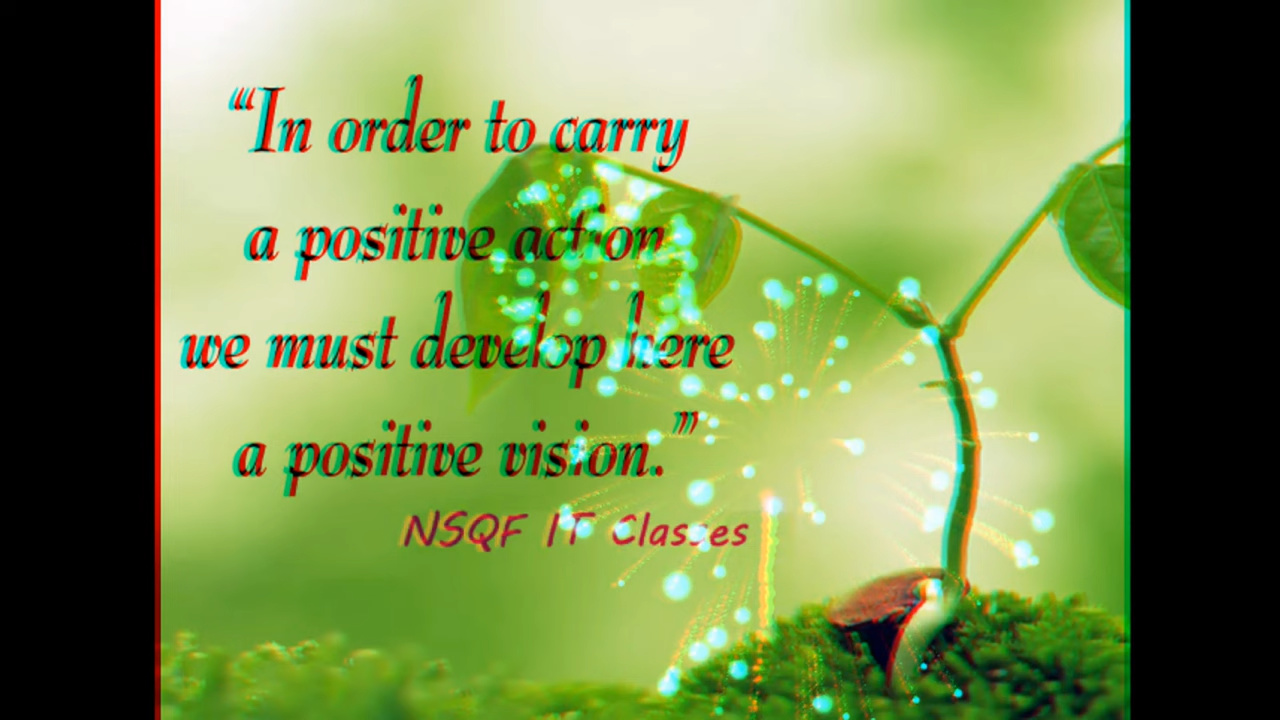 “In order to carry
a positive action
we must develop here
a positive vision.”
NSQF IT Classes